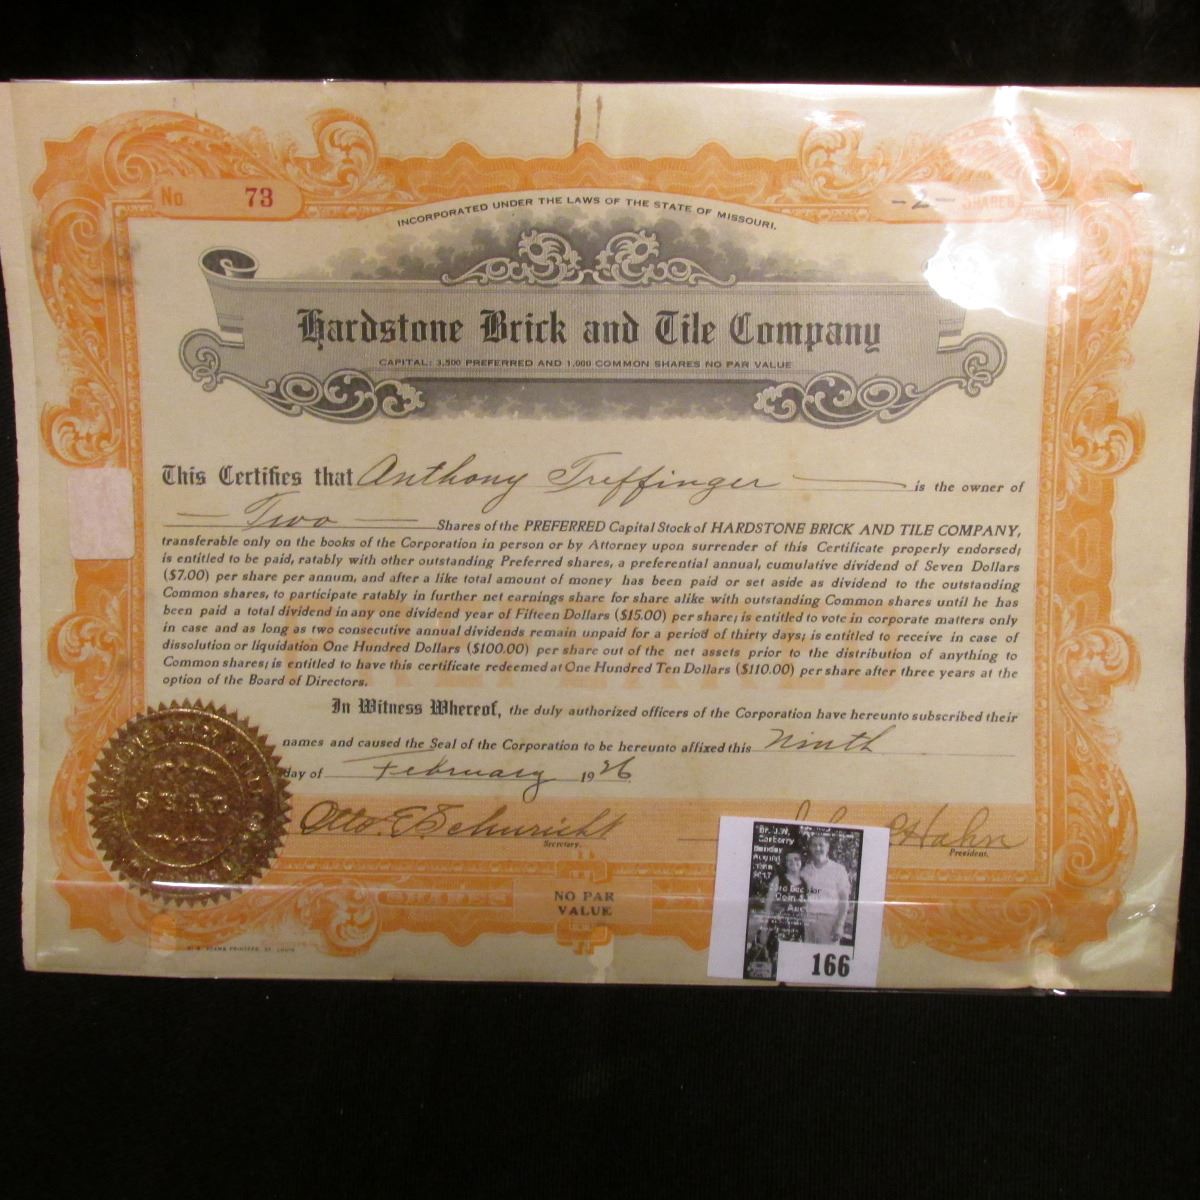 No. 73
-2- SHARES
INCORPORATED UNDER THE LAWS OF THE STATE OF MISSOURI.
Hardstone Brick and Tile Company
CAPITAL: 3,500 PREFERRED AND 1,000 COMMON SHARES NO PAR VALUE
This Certifies that Anthony Treffinger is the owner of
— Two — Shares of the PREFERRED Capital Stock of HARDSTONE BRICK AND TILE COMPANY,
transferable only on the books of the Corporation in person or by Attorney upon surrender of this Certificate properly endorsed;
is entitled to be paid, ratably with other outstanding Preferred shares, a preferential annual, cumulative dividend of Seven Dollars
($7.00) per share per annum, and after a like total amount of money has been paid or set aside as dividend to the outstanding
Common shares, to participate ratably in further net earnings share for share alike with outstanding Common shares until he has
been paid a total dividend in any one dividend year of Fifteen Dollars ($15.00) per share; is entitled to vote in corporate matters only
in case and as long as two consecutive annual dividends remain unpaid for a period of thirty days; is entitled to receive in case of
dissolution or liquidation One Hundred Dollars ($100.00) per share out of the net assets prior to the distribution of anything to
Common shares; is entitled to have this certificate redeemed at One Hundred Ten Dollars ($110.00) per share after three years at the
option of the Board of Directors.
In Witness Whereof, the duly authorized officers of the Corporation have hereunto subscribed their
names and caused the Seal of the Corporation to be hereunto affixed this Ninth
day of February 1926
Otto E. Schuricht
Secretary.
Hahn
President.
SEAL
SHARES
NO PAR
VALUE
Dr. J.W.
166